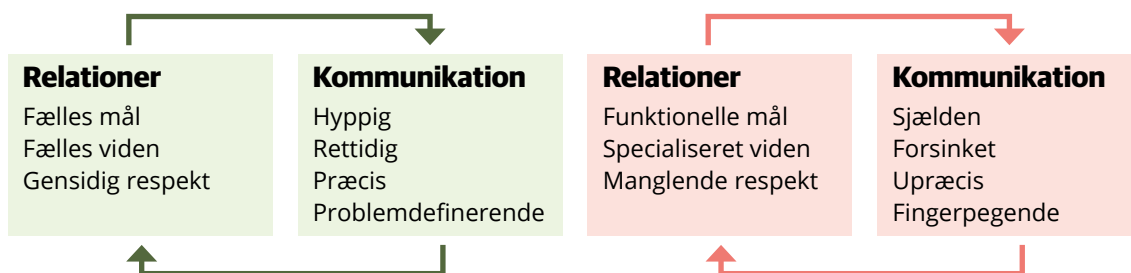 Relationer
Fælles mål
Fælles viden
Gensidig respekt
Kommunikation
Hyppig
Rettidig
Præcis
Problemdefinerende
Relationer
Funktionelle mål
Specialiseret viden
Manglende respekt
Kommunikation
Sjælden
Forsinket
Upræcis
Fingerpegende